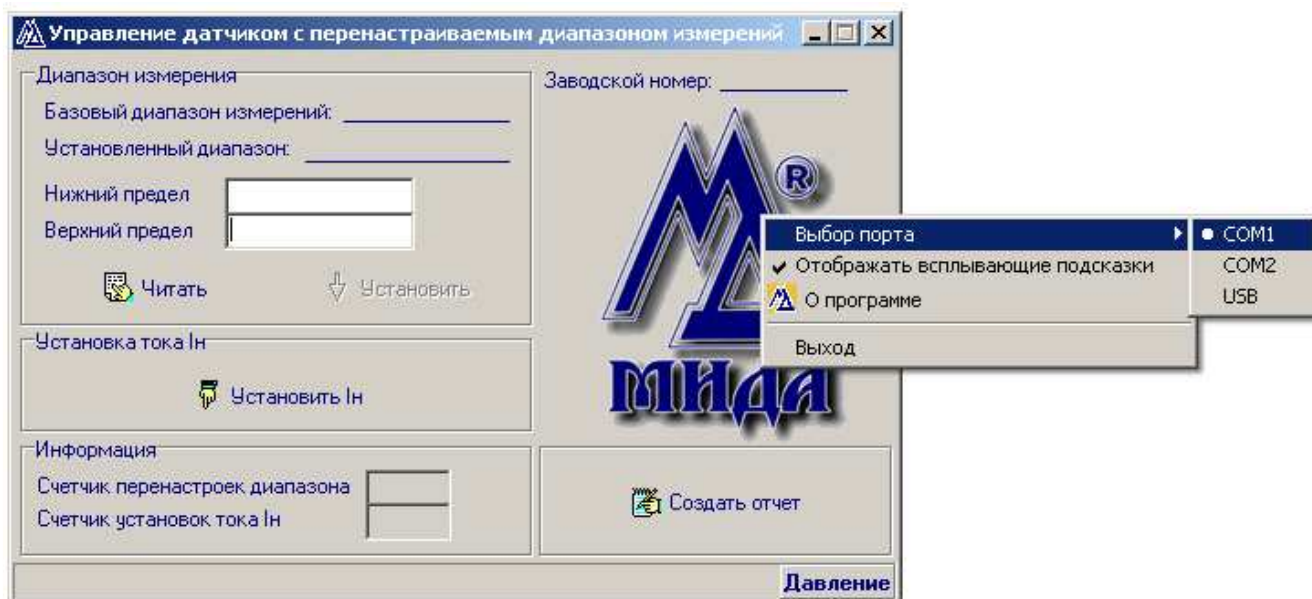 Управление датчиком с перенастраиваемым диапазоном измерений
Диапазон измерения
Базовый диапазон измерений:
Установленный диапазон:
Нижний предел
Верхний предел
Читать
Установить
Установка тока Iн
Установить Iн
Информация
Счетчик перенастроек диапазона
Счетчик установок тока Iн
Заводской номер:
®
МИДА
Выбор порта
Отображать всплывающие подсказки
О программе
Выход
COM1
COM2
USB
Создать отчет
Давление